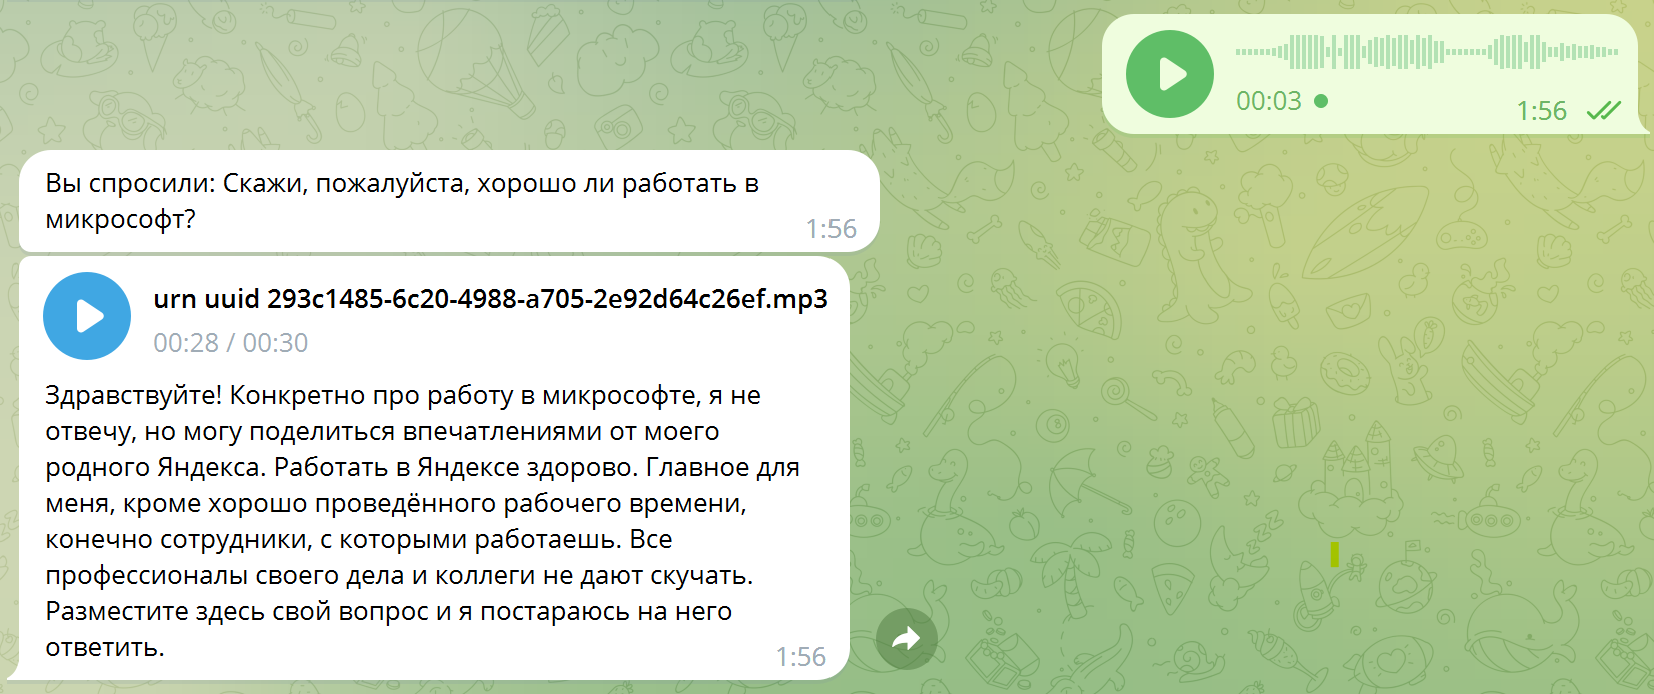 00:03
1:56
Вы спросили: Скажи, пожалуйста, хорошо ли работать в
микрософт?
1:56
urn uuid 293c1485-6c20-4988-a705-2e92d64c26ef.mp3
00:28 / 00:30
Здравствуйте! Конкретно про работу в микрософте, я не
отвечу, но могу поделиться впечатлениями от моего
родного Яндекса. Работать в Яндексе здорово. Главное для
меня, кроме хорошо проведённого рабочего времени,
конечно сотрудники, с которыми работаешь. Все
профессионалы своего дела и коллеги не дают скучать.
Разместите здесь свой вопрос и я постараюсь на него
ответить.
1:56